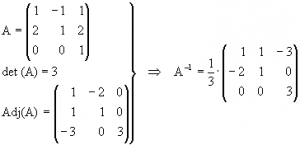 A = ( 1 −1 1
2 1 2
0 0 1 )
det (A) = 3
Adj(A) = ( 1 −2 0
1 1 0
−3 0 3 )
⇒ A⁻¹ = 1/3 · ( 1 1 −3
−2 1 0
0 0 3 )